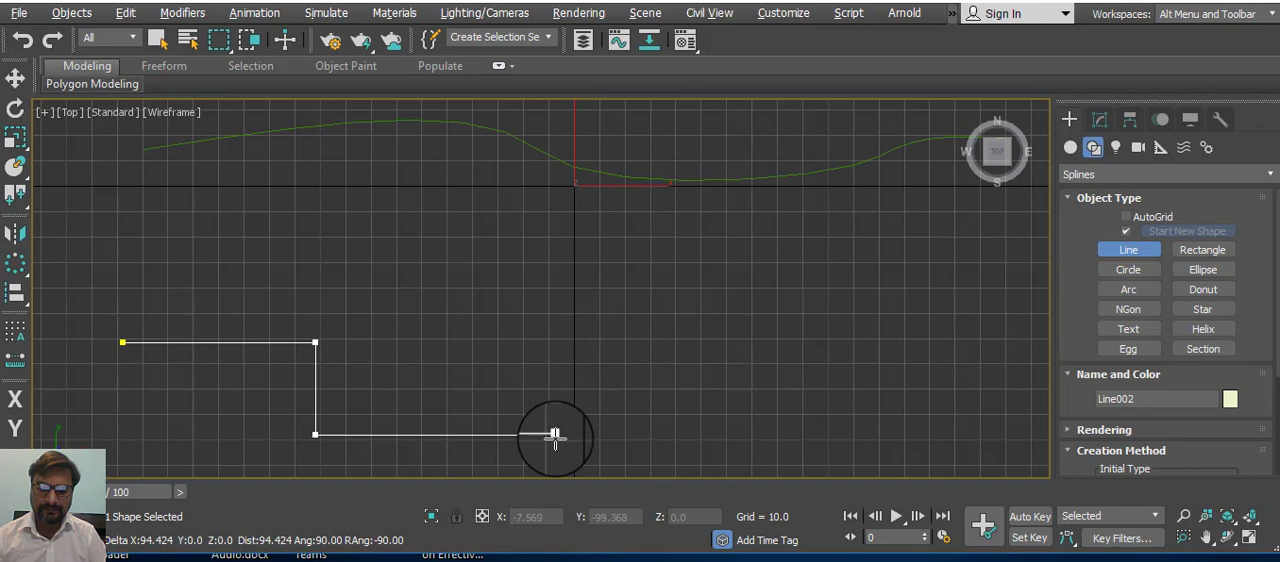 File Objects Edit Modifiers Animation Simulate Materials Lighting/Cameras Rendering Scene Civil View Customize Script Arnold » Sign In Workspaces: Alt Menu and Toolbar
All Create Selection Se
Modeling Freeform Selection Object Paint Populate
Polygon Modeling
[+] [Top] [Standard] [Wireframe]
N
W TOP E
S
Splines
Object Type
AutoGrid
Start New Shape
Line Rectangle
Circle Ellipse
Arc Donut
NGon Star
Text Helix
Egg Section
Name and Color
Line002
Rendering
Creation Method
Initial Type
X
Y
y
/ 100 >
1 Shape Selected X: -7.569 Y: -99.368 Z: 0.0 Grid = 10.0 Auto Key Selected
Delta X:94.424 Y:0.0 Z:0.0 Dist:94.424 Ang:90.00 RAng:-90.00 Add Time Tag 0 Set Key Key Filters...
Audio.docx Teams on Effectiv...